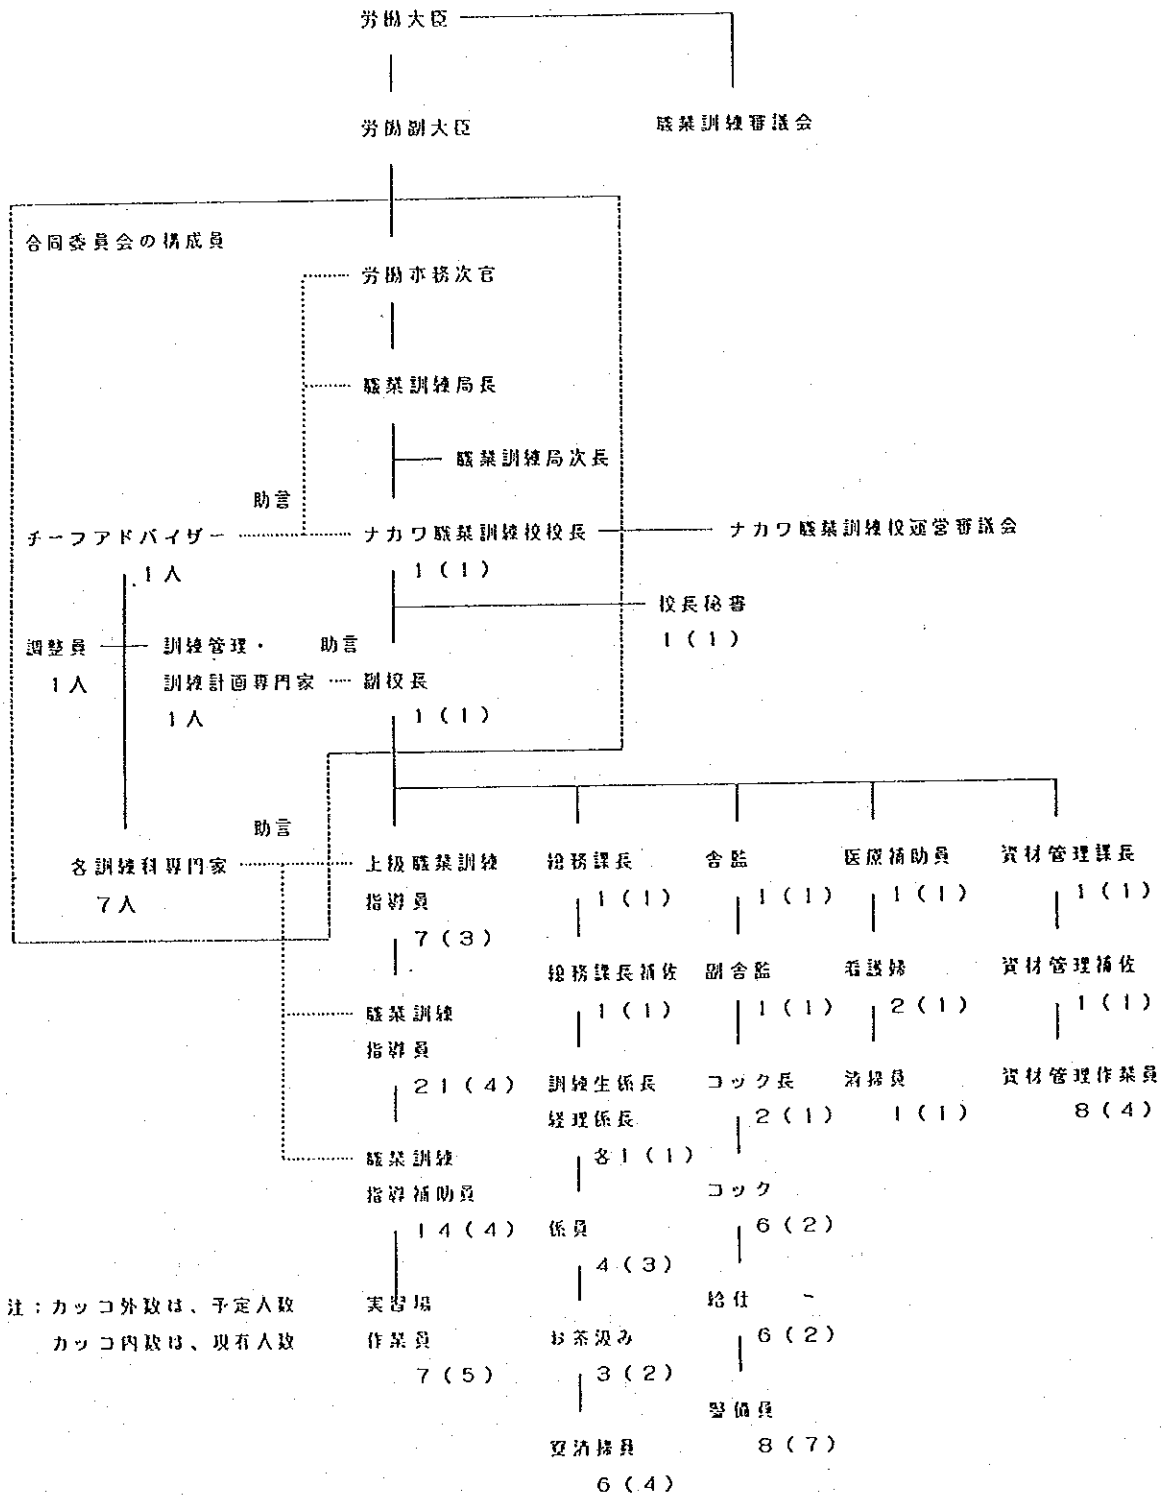 労働大臣
労働副大臣
職業訓練審議会
合同委員会の構成員
労働事務次官
職業訓練局長
職業訓練局次長
助言
チーフアドバイザー
1人
ナカワ職業訓練校校長
1(1)
ナカワ職業訓練校運営審議会
校長秘書
1(1)
調整員
1人
訓練管理・
訓練計画専門家
1人
助言
副校長
1(1)
助言
各訓練科専門家
7人
上級職業訓練
指導員
7(3)
職業訓練
指導員
21(4)
職業訓練
指導補助員
14(4)
実習場
作業員
7(5)
総務課長
1(1)
総務課長補佐
1(1)
訓練生係長
経理係長
各1(1)
係員
4(3)
お茶汲み
3(2)
清掃員
6(4)
舎監
1(1)
副舎監
1(1)
コック長
2(1)
コック
6(2)
給仕
6(2)
警備員
8(7)
医療補助員
1(1)
看護婦
2(1)
清掃員
1(1)
資材管理課長
1(1)
資材管理補佐
1(1)
資材管理作業員
8(4)
注:カッコ外数は、予定人数
カッコ内数は、現有人数